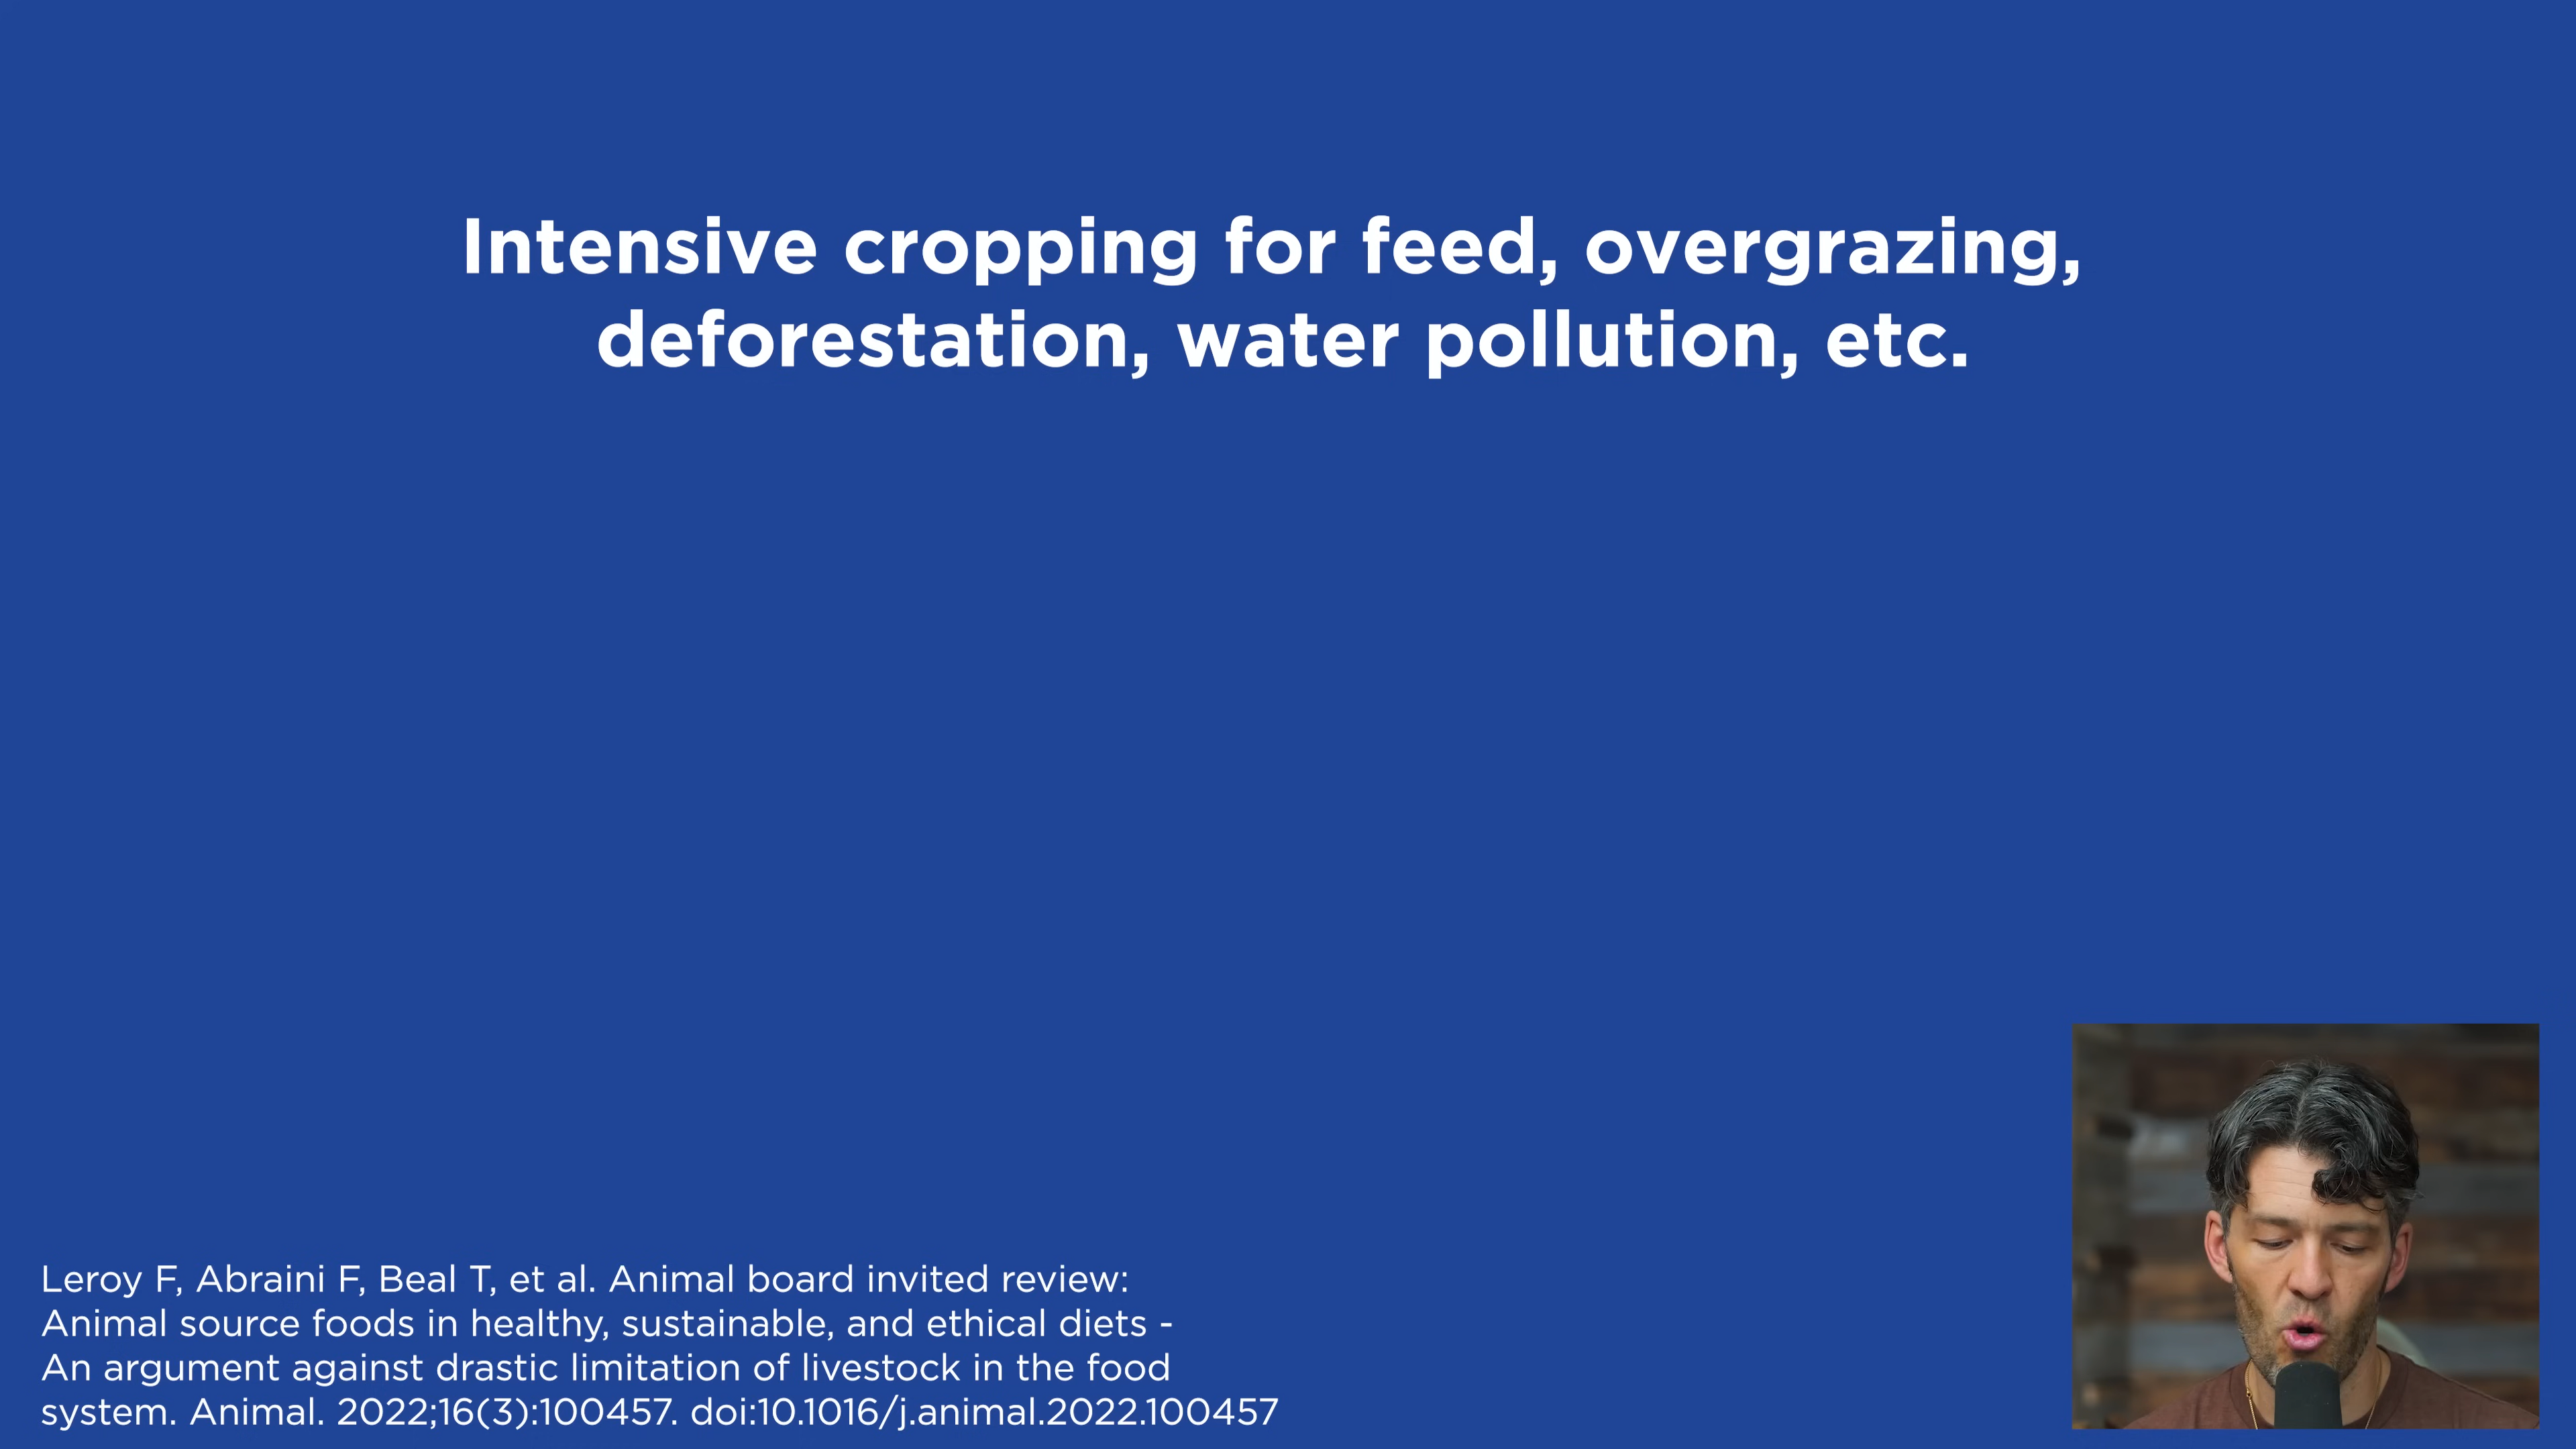 Intensive cropping for feed, overgrazing,
deforestation, water pollution, etc.
Leroy F, Abraini F, Beal T, et al. Animal board invited review:
Animal source foods in healthy, sustainable, and ethical diets -
An argument against drastic limitation of livestock in the food
system. Animal. 2022;16(3):100457. doi:10.1016/j.animal.2022.100457